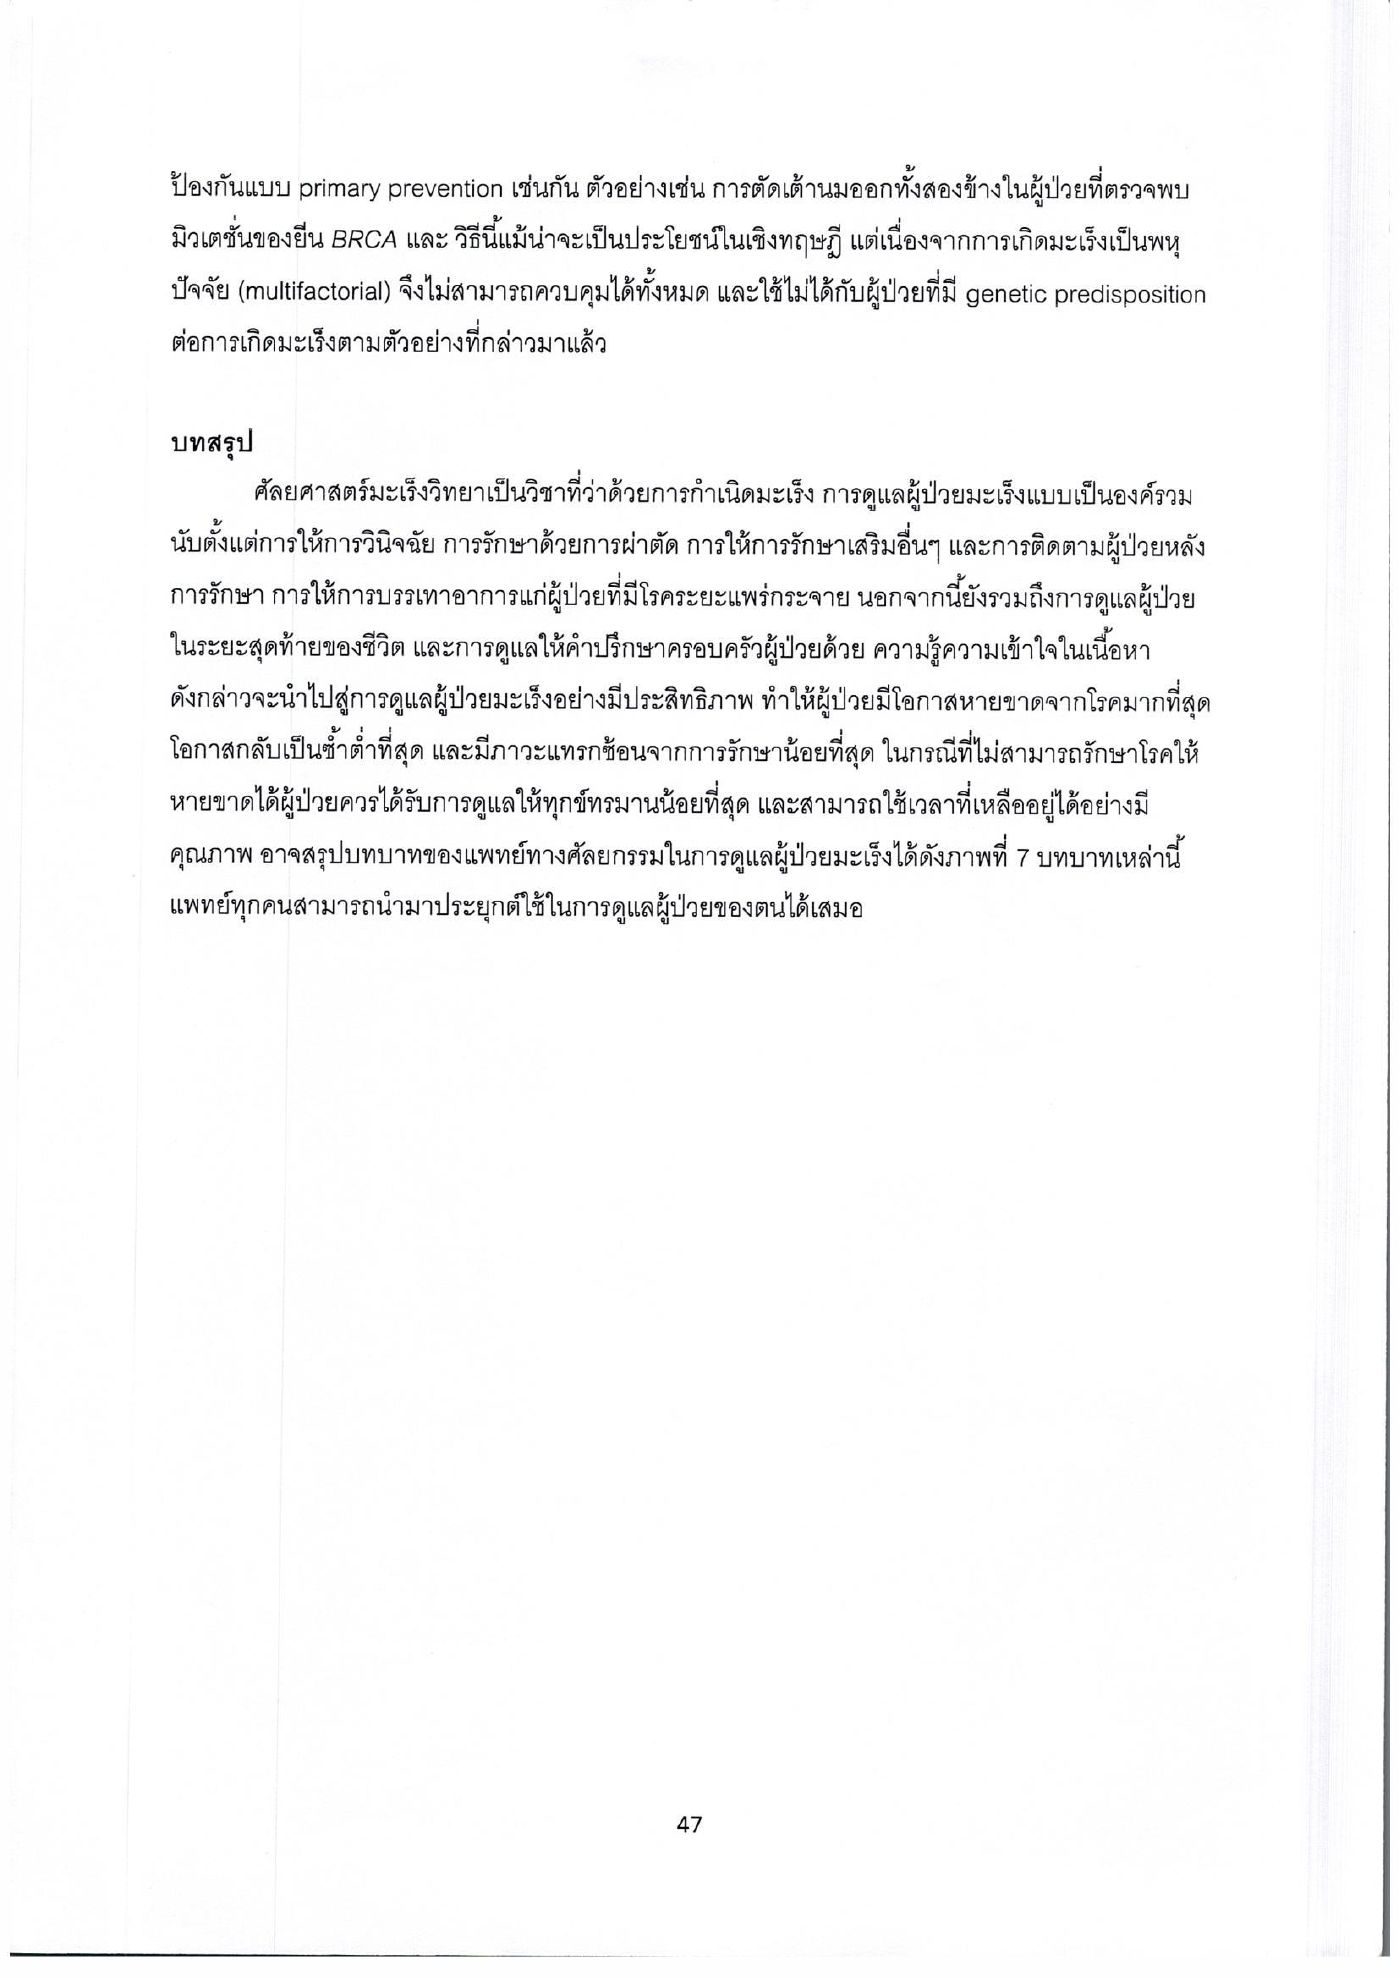 ป้องกันแบบ primary prevention เช่นกัน ตัวอย่างเช่น การตัดเต้านมออกทั้งสองข้างในผู้ป่วยที่ตรวจพบ
มิวเตชั่นของยีน BRCA และ วิธีนี้แม้น่าจะเป็นประโยชน์ในเชิงทฤษฎี แต่เนื่องจากการเกิดมะเร็งเป็นพหุ
ปัจจัย (multifactorial) จึงไม่สามารถควบคุมได้ทั้งหมด และใช้ไม่ได้กับผู้ป่วยที่มี genetic predisposition
ต่อการเกิดมะเร็งตามตัวอย่างที่กล่าวมาแล้ว
บทสรุป
ศัลยศาสตร์มะเร็งวิทยาเป็นวิชาที่ว่าด้วยการกำเนิดมะเร็ง การดูแลผู้ป่วยมะเร็งแบบเป็นองค์รวม
นับตั้งแต่การให้การวินิจฉัย การรักษาด้วยการผ่าตัด การให้การรักษาเสริมอื่นๆ และการติดตามผู้ป่วยหลัง
การรักษา การให้การบรรเทาอาการแก่ผู้ป่วยที่มีโรคระยะแพร่กระจาย นอกจากนี้ยังรวมถึงการดูแลผู้ป่วย
ในระยะสุดท้ายของชีวิต และการดูแลให้คำปรึกษาครอบครัวผู้ป่วยด้วย ความรู้ความเข้าใจในเนื้อหา
ดังกล่าวจะนำไปสู่การดูแลผู้ป่วยมะเร็งอย่างมีประสิทธิภาพ ทำให้ผู้ป่วยมีโอกาสหายขาดจากโรคมากที่สุด
โอกาสกลับเป็นซ้ำต่ำที่สุด และมีภาวะแทรกซ้อนจากการรักษาน้อยที่สุด ในกรณีที่ไม่สามารถรักษาโรคให้
หายขาดได้ผู้ป่วยควรได้รับการดูแลให้ทุกข์ทรมานน้อยที่สุด และสามารถใช้เวลาที่เหลืออยู่ได้อย่างมี
คุณภาพ อาจสรุปบทบาทของแพทย์ทางศัลยกรรมในการดูแลผู้ป่วยมะเร็งได้ดังภาพที่ 7 บทบาทเหล่านี้
แพทย์ทุกคนสามารถนำมาประยุกต์ใช้ในการดูแลผู้ป่วยของตนได้เสมอ
47